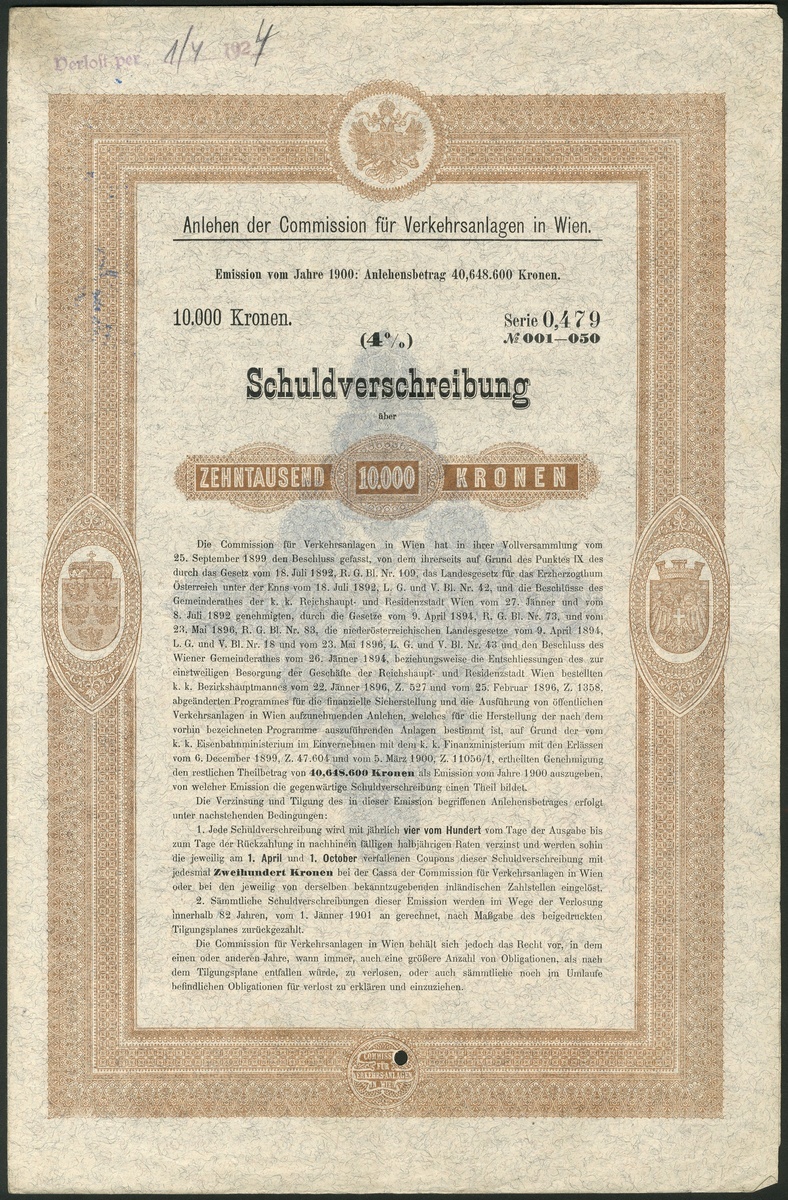 Verlost per 1/4 1924
Anlehen der Commission für Verkehrsanlagen in Wien.
Emission vom Jahre 1900: Anlehensbetrag 40,648.600 Kronen.
10.000 Kronen.
Serie 0,479
(4%)
№ 001—050
Schuldverschreibung
über
ZEHNTAUSEND 10.000 KRONEN
Die Commission für Verkehrsanlagen in Wien hat in ihrer Vollversammlung vom
25. September 1899 den Beschluss gefasst, von dem ihrerseits auf Grund des Punktes IX des
durch das Gesetz vom 18. Juli 1892, R. G. Bl. Nr. 109, das Landesgesetz für das Erzherzogthum
Österreich unter der Enns vom 18. Juli 1892, L. G. und V. Bl. Nr. 42, und die Beschlüsse des
Gemeinderathes der k. k. Reichshaupt- und Residenzstadt Wien vom 27. Jänner und vom
8. Juli 1892 genehmigten, durch die Gesetze vom 9. April 1894, R. G. Bl. Nr. 73, und vom
23. Mai 1896, R. G. Bl. Nr. 83, die niederösterreichischen Landesgesetze vom 9. April 1894,
L. G. und V. Bl. Nr. 18 und vom 23. Mai 1896, L. G. und V. Bl. Nr. 43 und den Beschluss des
Wiener Gemeinderathes vom 26. Jänner 1894, beziehungsweise die Entschliessungen des zur
einstweiligen Besorgung der Geschäfte der Reichshaupt- und Residenzstadt Wien bestellten
k. k. Bezirkshauptmannes vom 22. Jänner 1896, Z. 527 und vom 25. Februar 1896, Z. 1358,
abgeänderten Programmes für die finanzielle Sicherstellung und die Ausführung von öffentlichen
Verkehrsanlagen in Wien aufzunehmenden Anlehen, welches für die Herstellung der nach dem
vorhin bezeichneten Programme auszuführenden Anlagen bestimmt ist, auf Grund der vom
k. k. Eisenbahnministerium im Einvernehmen mit dem k. k. Finanzministerium mit den Erlässen
vom 6. December 1899, Z. 47.604 und vom 5. März 1900, Z. 11056/I, ertheilten Genehmigung
den restlichen Theilbetrag von 40,648.600 Kronen als Emission vom Jahre 1900 auszugeben,
von welcher Emission die gegenwärtige Schuldverschreibung einen Theil bildet.
Die Verzinsung und Tilgung des in dieser Emission begriffenen Anlehensbetrages erfolgt
unter nachstehenden Bedingungen:
1. Jede Schuldverschreibung wird mit jährlich vier vom Hundert vom Tage der Ausgabe bis
zum Tage der Rückzahlung in nachhinein fälligen halbjährigen Raten verzinst und werden sohin
die jeweilig am 1. April und 1. October verfallenen Coupons dieser Schuldverschreibung mit
jedesmal Zweihundert Kronen bei der Cassa der Commission für Verkehrsanlagen in Wien
oder bei den jeweilig von derselben bekanntzugebenden inländischen Zahlstellen eingelöst.
2. Sämmtliche Schuldverschreibungen dieser Emission werden im Wege der Verlosung
innerhalb 82 Jahren, vom 1. Jänner 1901 an gerechnet, nach Maßgabe des beigedruckten
Tilgungsplanes zurückgezahlt.
Die Commission für Verkehrsanlagen in Wien behält sich jedoch das Recht vor, in dem
einen oder anderen Jahre, wann immer, auch eine größere Anzahl von Obligationen, als nach
dem Tilgungsplane entfallen würde, zu verlosen, oder auch sämmtliche noch im Umlaufe
befindlichen Obligationen für verlost zu erklären und einzuziehen.
FÜR
VERKEHRSANLAGEN
IN WIEN